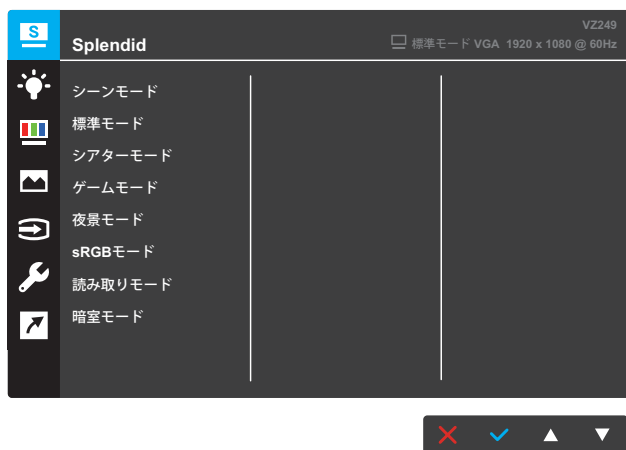 S
VZ249
Splendid
標準モード VGA 1920 x 1080 @ 60Hz
シーンモード
標準モード
シアターモード
ゲームモード
夜景モード
sRGBモード
読み取りモード
暗室モード